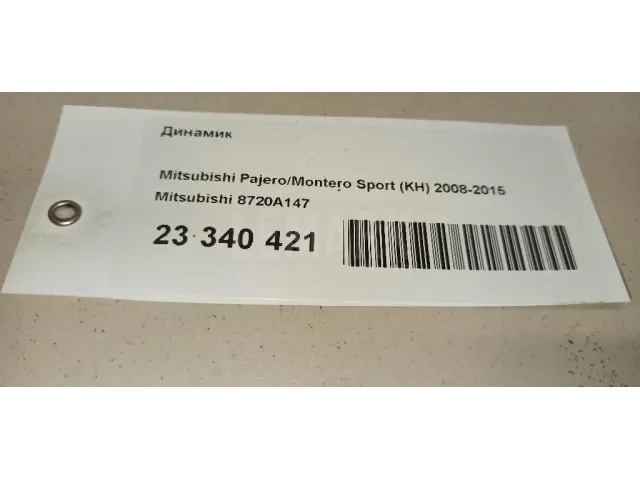 Динамик
Mitsubishi Pajero/Montero Sport (KH) 2008-2015
Mitsubishi 8720A147
23 340 421